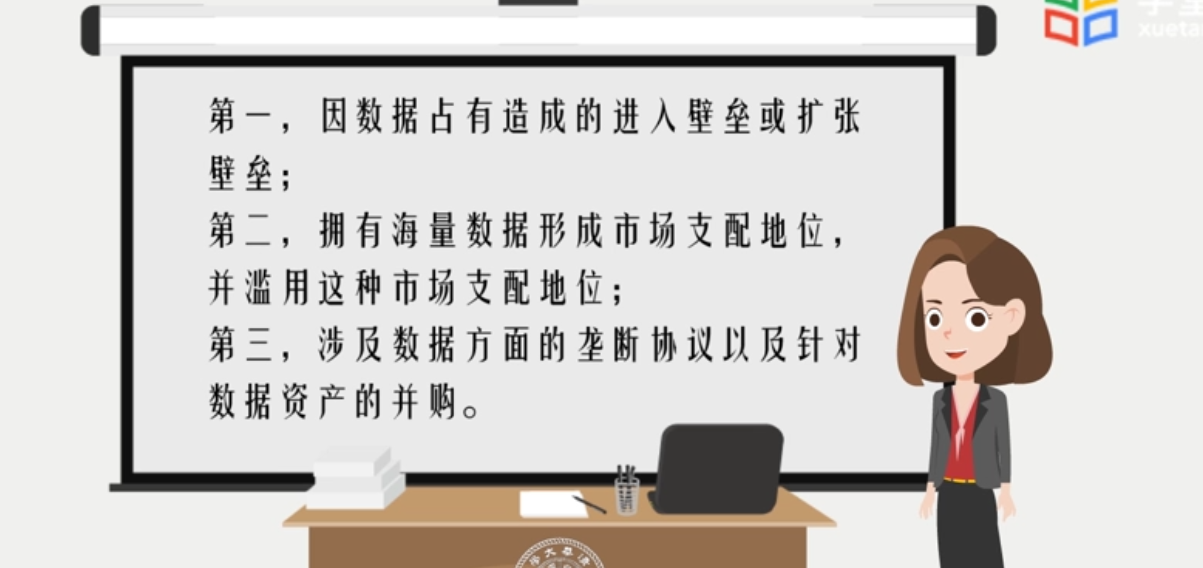 第一，因数据占有造成的进入壁垒或扩张
壁垒；
第二，拥有海量数据形成市场支配地位，
并滥用这种市场支配地位；
第三，涉及数据方面的垄断协议以及针对
数据资产的并购。